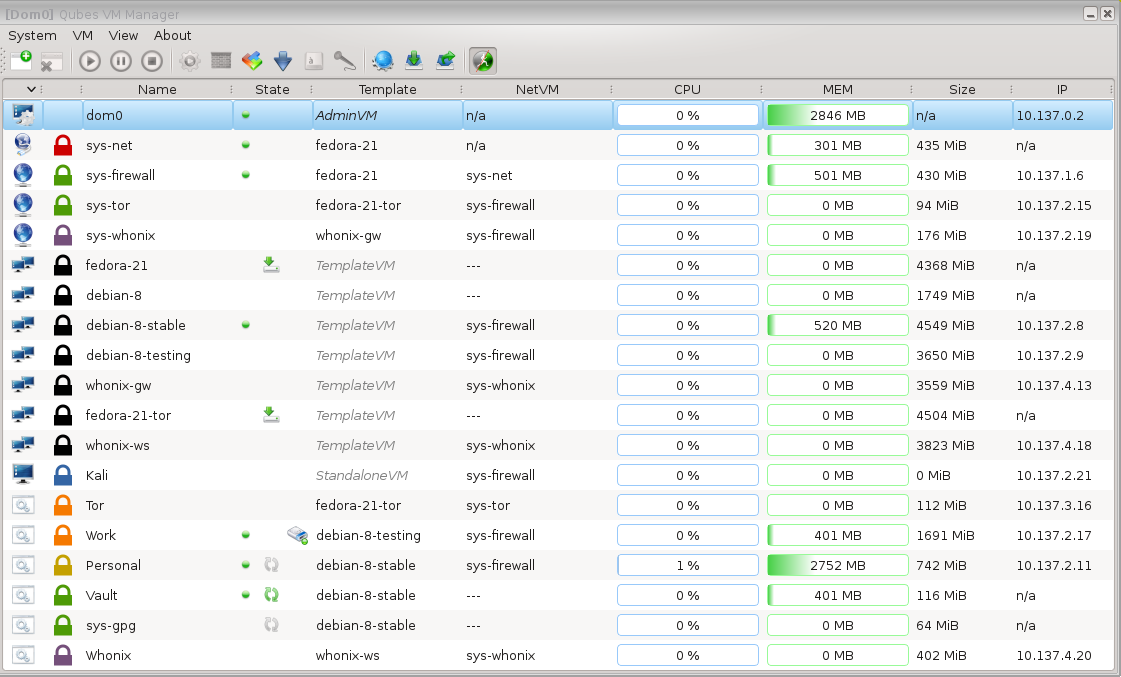 [Dom0] Qubes VM Manager
System VM View About
Name State Template NetVM CPU MEM Size IP
dom0 AdminVM n/a 0 % 2846 MB n/a 10.137.0.2
sys-net fedora-21 n/a 0 % 301 MB 435 MiB n/a
sys-firewall fedora-21 sys-net 0 % 501 MB 430 MiB 10.137.1.6
sys-tor fedora-21-tor sys-firewall 0 % 0 MB 94 MiB 10.137.2.15
sys-whonix whonix-gw sys-firewall 0 % 0 MB 176 MiB 10.137.2.19
fedora-21 TemplateVM --- 0 % 0 MB 4368 MiB n/a
debian-8 TemplateVM --- 0 % 0 MB 1749 MiB n/a
debian-8-stable TemplateVM sys-firewall 0 % 520 MB 4549 MiB 10.137.2.8
debian-8-testing TemplateVM sys-firewall 0 % 0 MB 3650 MiB 10.137.2.9
whonix-gw TemplateVM sys-whonix 0 % 0 MB 3559 MiB 10.137.4.13
fedora-21-tor TemplateVM --- 0 % 0 MB 4504 MiB n/a
whonix-ws TemplateVM sys-whonix 0 % 0 MB 3823 MiB 10.137.4.18
Kali StandaloneVM sys-firewall 0 % 0 MB 0 MiB 10.137.2.21
Tor fedora-21-tor sys-tor 0 % 0 MB 112 MiB 10.137.3.16
Work debian-8-testing sys-firewall 0 % 401 MB 1691 MiB 10.137.2.17
Personal debian-8-stable sys-firewall 1 % 2752 MB 742 MiB 10.137.2.11
Vault debian-8-stable --- 0 % 401 MB 116 MiB n/a
sys-gpg debian-8-stable --- 0 % 0 MB 64 MiB n/a
Whonix whonix-ws sys-whonix 0 % 0 MB 402 MiB 10.137.4.20